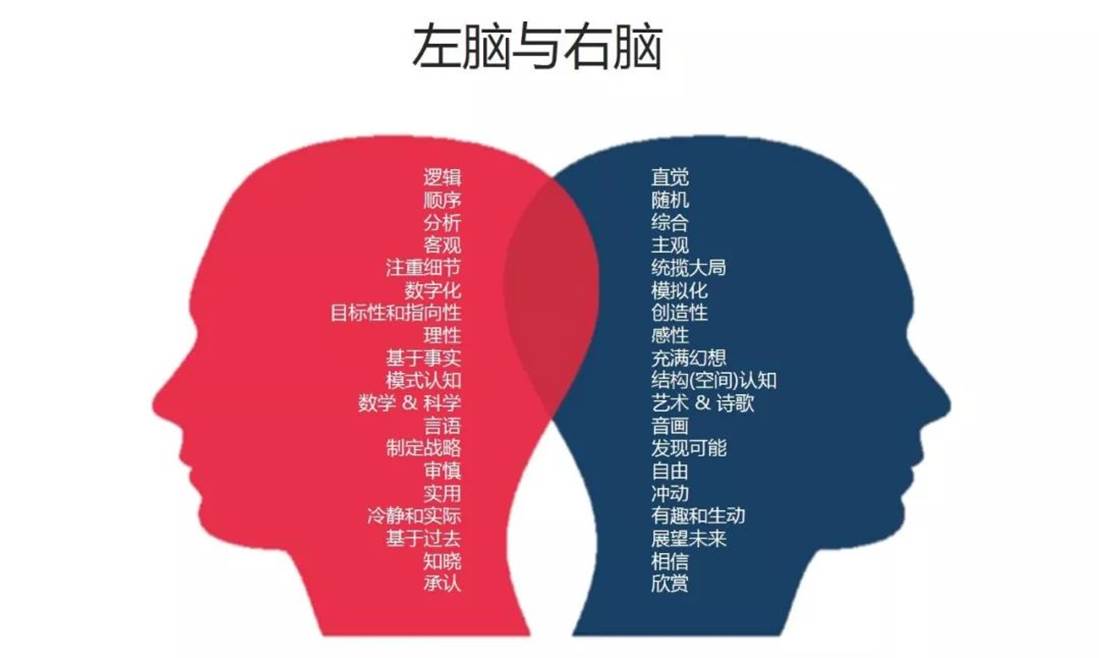 左脑与右脑
逻辑
顺序
分析
客观
注重细节
数字化
目标性和指向性
理性
基于事实
模式认知
数学 & 科学
言语
制定战略
审慎
实用
冷静和实际
基于过去
知晓
承认
直觉
随机
综合
主观
统揽大局
模拟化
创造性
感性
充满幻想
结构(空间)认知
艺术 & 诗歌
音画
发现可能
自由
冲动
有趣和生动
展望未来
相信
欣赏